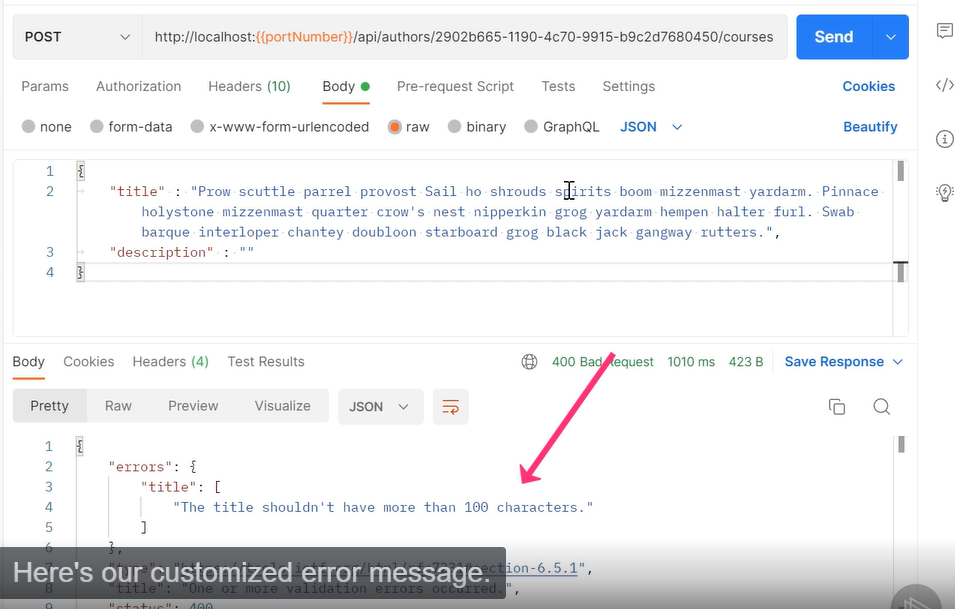 POST http://localhost:{{portNumber}}/api/authors/2902b665-1190-4c70-9915-b9c2d7680450/courses Send
Params Authorization Headers (10) Body Pre-request Script Tests Settings Cookies
none form-data x-www-form-urlencoded raw binary GraphQL JSON Beautify
1 {
2 "title" : "Prow scuttle parrel provost Sail ho shrouds spirits boom mizzenmast yardarm. Pinnace
holystone mizzenmast quarter crow's nest nipperkin grog yardarm hempen halter furl. Swab
barque interloper chantey doubloon starboard grog black jack gangway rutters.",
3 "description" : ""
4 }
Body Cookies Headers (4) Test Results 400 Bad Request 1010 ms 423 B Save Response
Pretty Raw Preview Visualize JSON
1 {
2 "errors": {
3 "title": [
4 "The title shouldn't have more than 100 characters."
5 ]
6 },
Here's our customized error message.
7 section-6.5.1",
8 "title": "One or more validation errors occurred.",
9 "status": 400